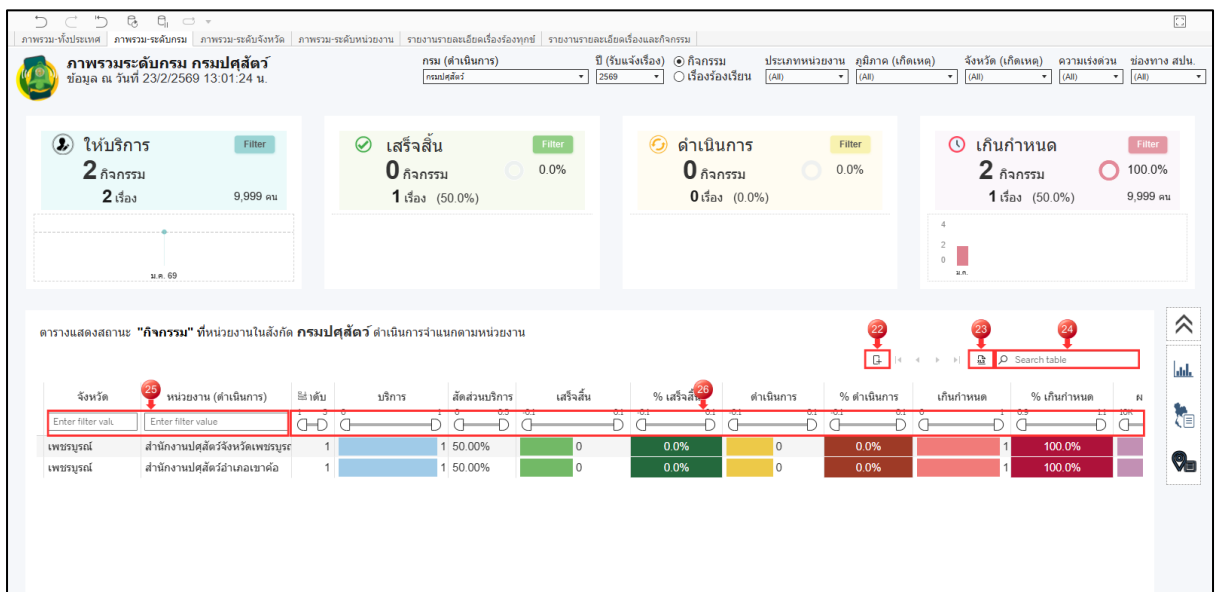 ภาพรวม-ทั้งประเทศ ภาพรวม-ระดับกรม ภาพรวม-ระดับจังหวัด ภาพรวม-ระดับหน่วยงาน รายงานรายละเอียดเรื่องร้องทุกข์ รายงานรายละเอียดเรื่องและกิจกรรม
ภาพรวมระดับกรม กรมปศุสัตว์
ข้อมูล ณ วันที่ 23/2/2569 13:01:24 น.
กรม (ดำเนินการ) ปี (รับแจ้งเรื่อง) กิจกรรม ประเภทหน่วยงาน ภูมิภาค (เกิดเหตุ) จังหวัด (เกิดเหตุ) ความเร่งด่วน ช่องทาง สปน.
กรมปศุสัตว์ 2569 เรื่องร้องเรียน (All) (All) (All) (All) (All)
ให้บริการ Filter
2 กิจกรรม
2 เรื่อง 9,999 คน
ม.ค. 69
เสร็จสิ้น Filter
0 กิจกรรม 0.0%
1 เรื่อง (50.0%)
ดำเนินการ Filter
0 กิจกรรม 0.0%
0 เรื่อง (0.0%)
เกินกำหนด Filter
2 กิจกรรม 100.0%
1 เรื่อง (50.0%) 9,999 คน
4
2
0
ม.ค.
ตารางแสดงสถานะ "กิจกรรม" ที่หน่วยงานในสังกัด กรมปศุสัตว์ ดำเนินการจำแนกตามหน่วยงาน
22 23 24
Search table
25 26
จังหวัด หน่วยงาน (ดำเนินการ) ลำดับ บริการ สัดส่วนบริการ เสร็จสิ้น % เสร็จสิ้น ดำเนินการ % ดำเนินการ เกินกำหนด % เกินกำหนด ผ
1 3 0 1 0 0.5 -0.1 0.1 -0.1 0.1 -0.1 0.1 -0.1 0.1 0 1 0.9 1.1 10K
Enter filter valu Enter filter value
เพชรบูรณ์ สำนักงานปศุสัตว์จังหวัดเพชรบูรถ 1 1 50.00% 0 0.0% 0 0.0% 1 100.0%
เพชรบูรณ์ สำนักงานปศุสัตว์อำเภอเขาค้อ 1 1 50.00% 0 0.0% 0 0.0% 1 100.0%